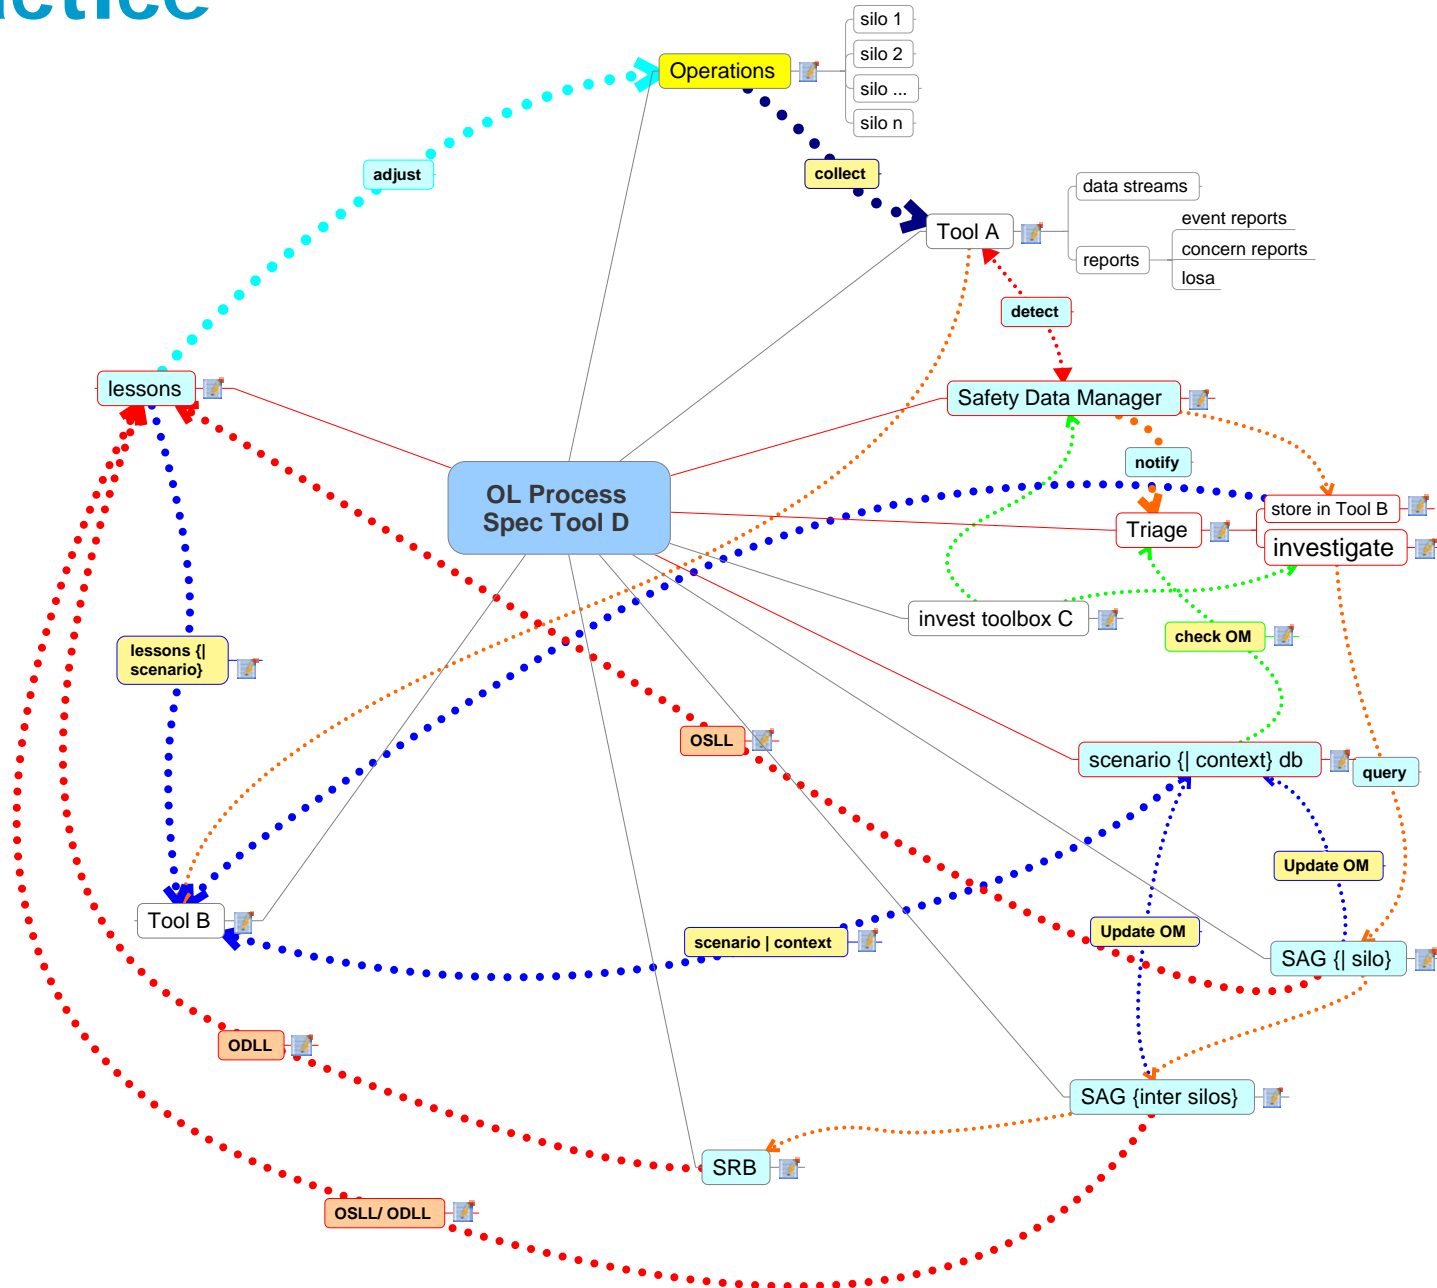 silo 1
Operations
silo 2
silo ...
silo n
adjust
collect
data streams
event reports
Tool A
concern reports
reports
losa
detect
lessons
Safety Data Manager
notify
OL Process
Spec Tool D
store in Tool B
Triage
investigate
invest toolbox C
check OM
lessons {|
scenario}
OSLL
scenario {| context} db
query
Update OM
Tool B
Update OM
scenario | context
SAG {| silo}
ODLL
SAG {inter silos}
SRB
OSLL/ ODLL